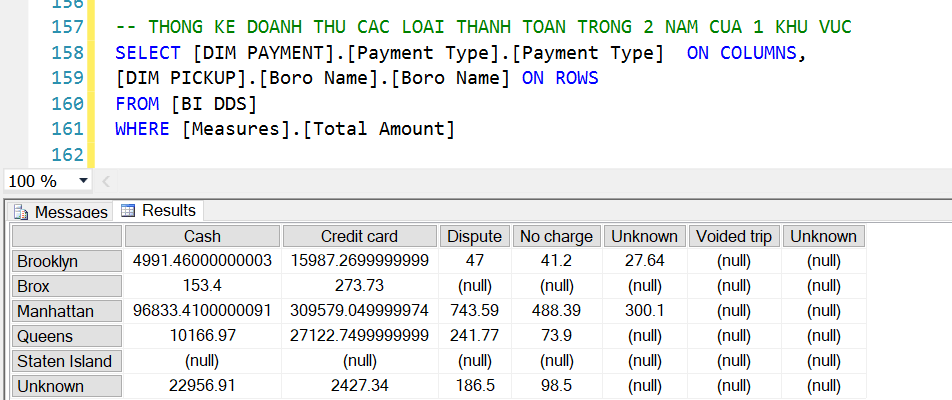 156
157 -- THONG KE DOANH THU CAC LOAI THANH TOAN TRONG 2 NAM CUA 1 KHU VUC
158 SELECT [DIM PAYMENT].[Payment Type].[Payment Type]  ON COLUMNS,
159 [DIM PICKUP].[Boro Name].[Boro Name] ON ROWS
160 FROM [BI DDS]
161 WHERE [Measures].[Total Amount]
162
100 %
Messages Results
Cash Credit card Dispute No charge Unknown Voided trip Unknown
Brooklyn 4991.46000000003 15987.2699999999 47 41.2 27.64 (null) (null)
Brox 153.4 273.73 (null) (null) (null) (null) (null)
Manhattan 96833.4100000091 309579.049999974 743.59 488.39 300.1 (null) (null)
Queens 10166.97 27122.7499999999 241.77 73.9 (null) (null) (null)
Staten Island (null) (null) (null) (null) (null) (null) (null)
Unknown 22956.91 2427.34 186.5 98.5 (null) (null) (null)